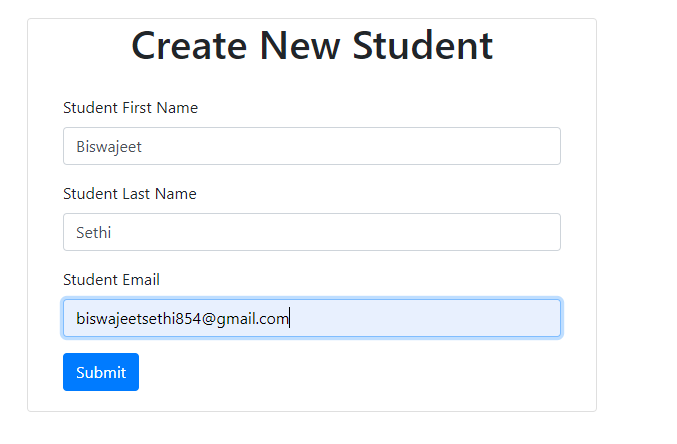 Create New Student
Student First Name
Biswajeet
Student Last Name
Sethi
Student Email
biswajeetsethi854@gmail.com
Submit